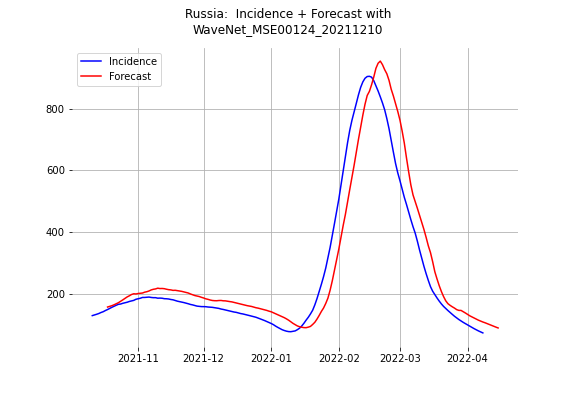 Russia:  Incidence + Forecast with
WaveNet_MSE00124_20211210
Incidence
Forecast
800
600
400
200
2021-11
2021-12
2022-01
2022-02
2022-03
2022-04